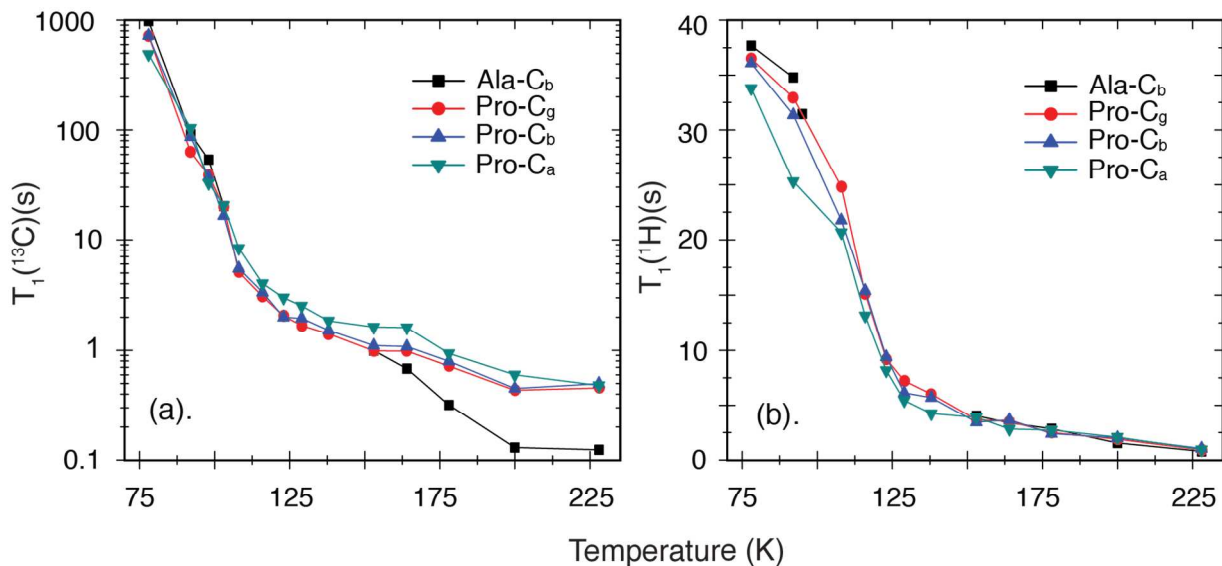 1000
100
10
1
0.1
T₁(¹³C)(s)
Ala-Cb
Pro-Cg
Pro-Cb
Pro-Ca
(a).
75
125
175
225
40
30
20
10
0
T₁(¹H)(s)
Ala-Cb
Pro-Cg
Pro-Cb
Pro-Ca
(b).
75
125
175
225
Temperature (K)